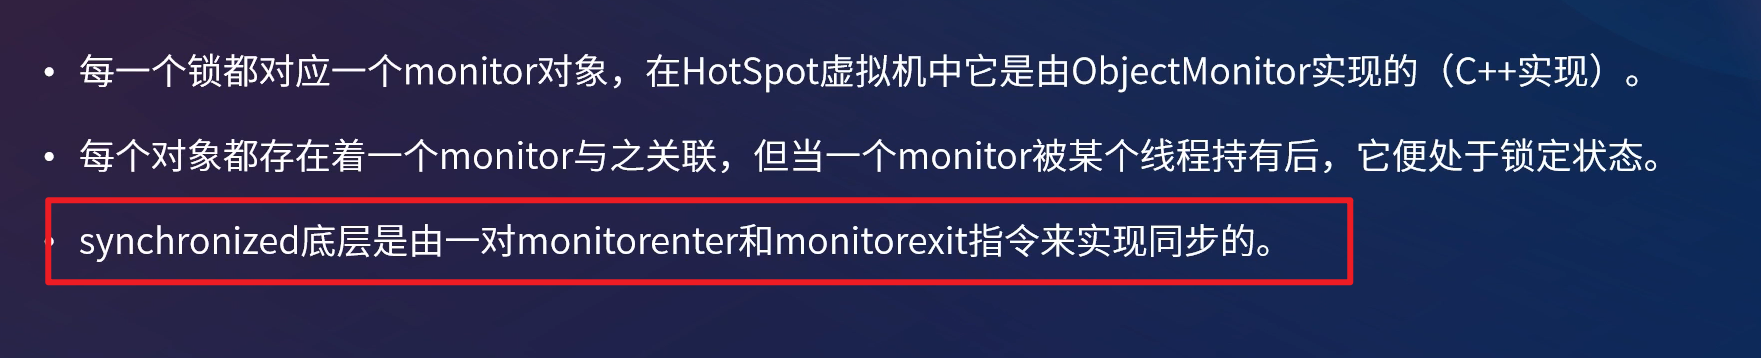 • 每一个锁都对应一个monitor对象，在HotSpot虚拟机中它是由ObjectMonitor实现的（C++实现）。
• 每个对象都存在着一个monitor与之关联，但当一个monitor被某个线程持有后，它便处于锁定状态。
• synchronized底层是由一对monitorenter和monitorexit指令来实现同步的。